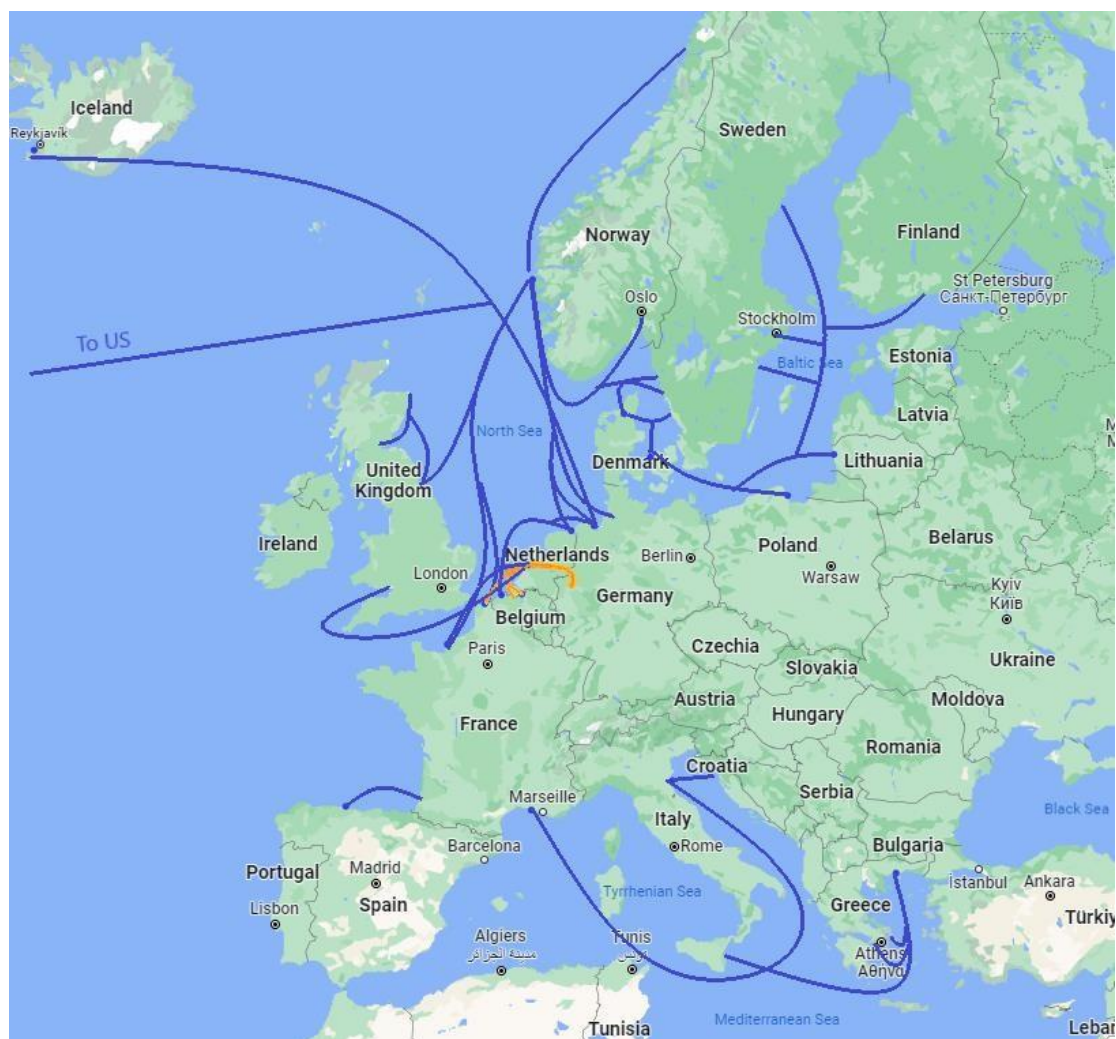 Iceland
Reykjavík
Sweden
Norway
Finland
St Petersburg
Санкт-Петербург
Oslo
Stockholm
Estonia
Baltic Sea
To US
Latvia
North Sea
Denmark
Lithuania
United
Kingdom
Belarus
Ireland
Netherlands
Berlin
Poland
London
Warsaw
Germany
Kyiv
Київ
Belgium
Czechia
Paris
Slovakia
Ukraine
Austria
Moldova
Hungary
France
Romania
Croatia
Serbia
Marseille
Black Sea
Italy
Barcelona
Rome
Bulgaria
Portugal
Madrid
İstanbul
Ankara
Tyrrhenian Sea
Greece
Lisbon
Spain
Türkiy
Algiers
Tunis
Athens
Αθήνα
Mediterranean Sea
Tunisia
Leba